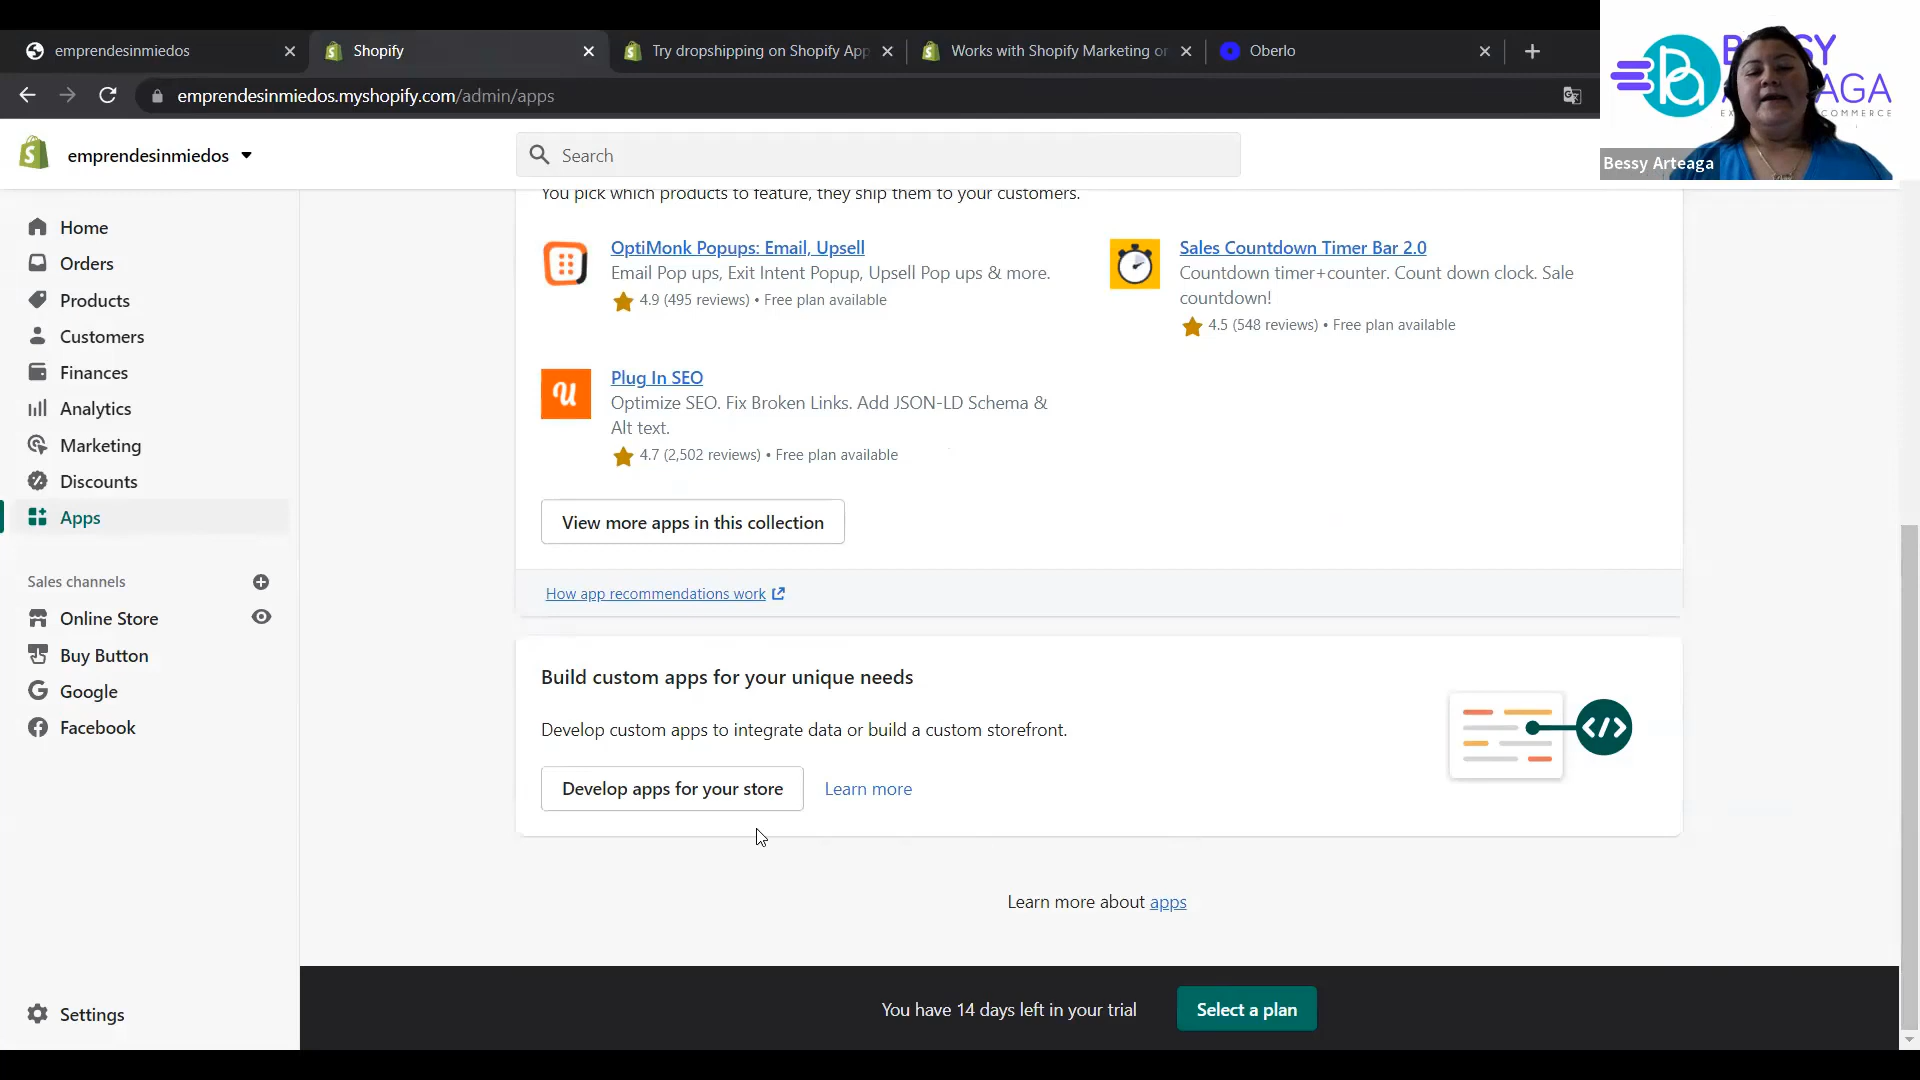 emprendesinmiedos
Shopify
Try dropshipping on Shopify App
Works with Shopify Marketing or
Oberlo
emprendesinmiedos.myshopify.com/admin/apps
AGA
COMMERCE
Bessy Arteaga
emprendesinmiedos
Search
Home
Orders
Products
Customers
Finances
Analytics
Marketing
Discounts
Apps
Sales channels
Online Store
Buy Button
Google
Facebook
Settings
You pick which products to feature, they ship them to your customers.
OptiMonk Popups: Email, Upsell
Email Pop ups, Exit Intent Popup, Upsell Pop ups & more.
4.9 (495 reviews) • Free plan available
Sales Countdown Timer Bar 2.0
Countdown timer+counter. Count down clock. Sale
countdown!
4.5 (548 reviews) • Free plan available
Plug In SEO
Optimize SEO. Fix Broken Links. Add JSON-LD Schema &
Alt text.
4.7 (2,502 reviews) • Free plan available
View more apps in this collection
How app recommendations work
Build custom apps for your unique needs
Develop custom apps to integrate data or build a custom storefront.
Develop apps for your store
Learn more
</>
Learn more about apps
You have 14 days left in your trial
Select a plan